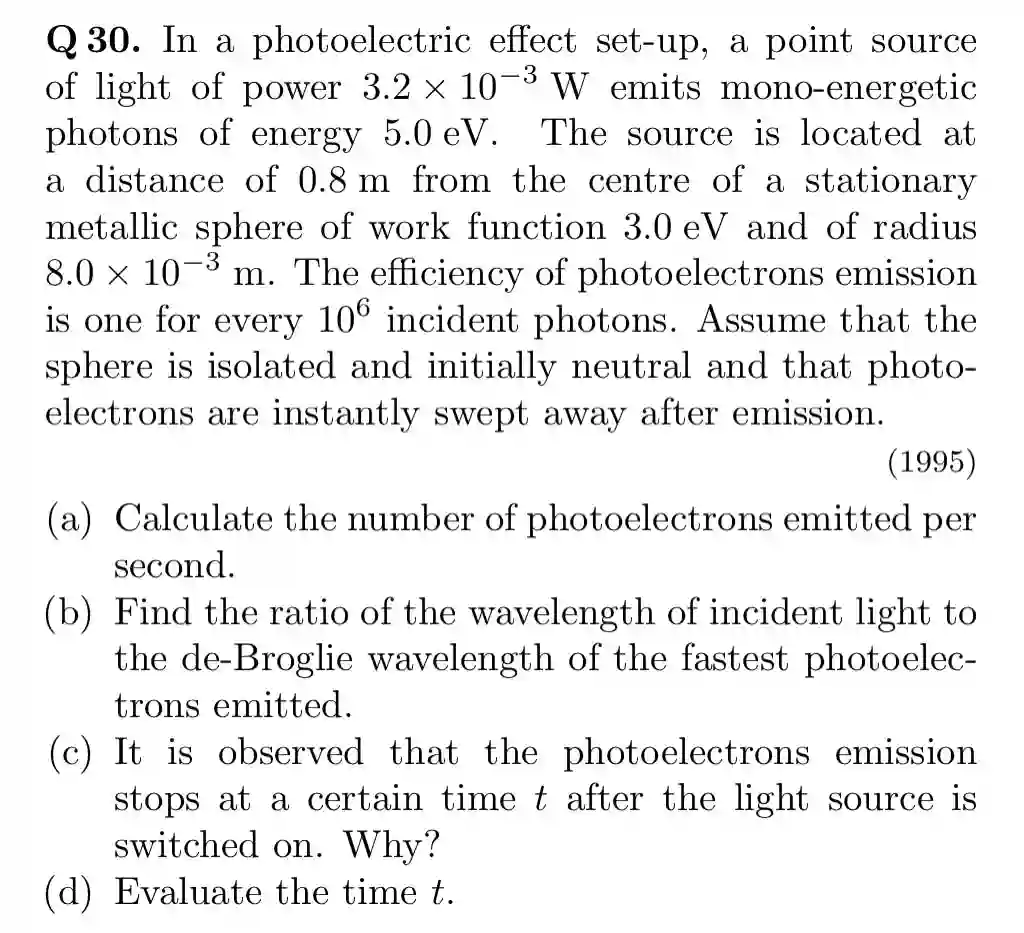 Q 30. In a photoelectric effect set-up, a point source
of light of power 3.2 × 10⁻³ W emits mono-energetic
photons of energy 5.0 eV. The source is located at
a distance of 0.8 m from the centre of a stationary
metallic sphere of work function 3.0 eV and of radius
8.0 × 10⁻³ m. The efficiency of photoelectrons emission
is one for every 10⁶ incident photons. Assume that the
sphere is isolated and initially neutral and that photo-
electrons are instantly swept away after emission.
(1995)
(a) Calculate the number of photoelectrons emitted per
second.
(b) Find the ratio of the wavelength of incident light to
the de-Broglie wavelength of the fastest photoelec-
trons emitted.
(c) It is observed that the photoelectrons emission
stops at a certain time t after the light source is
switched on. Why?
(d) Evaluate the time t.